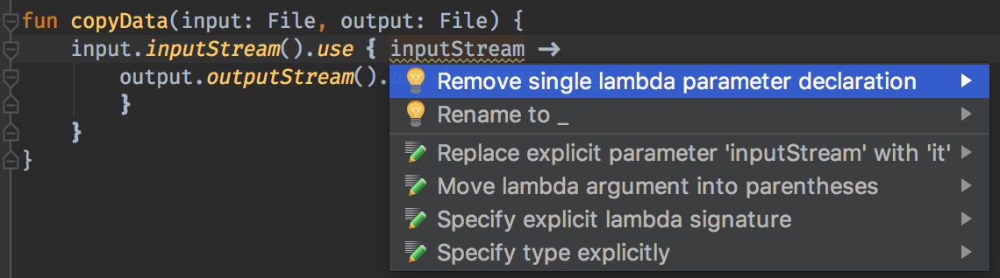 fun copyData(input: File, output: File) {
input.inputStream().use { inputStream →
output.outputStream().
Remove single lambda parameter declaration
}
Rename to _
}
Replace explicit parameter 'inputStream' with 'it'
}
Move lambda argument into parentheses
Specify explicit lambda signature
Specify type explicitly